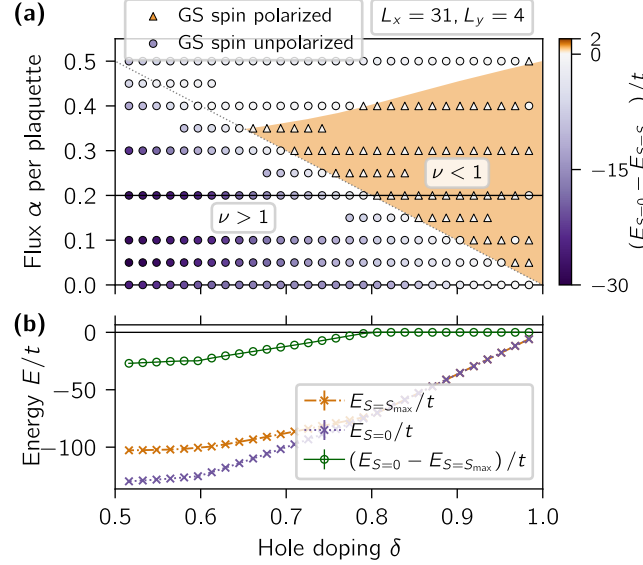 (a)
GS spin polarized
GS spin unpolarized
L_x = 31, L_y = 4
0.5
0.4
0.3
0.2
0.1
0.0
Flux α per plaquette
ν < 1
ν > 1
2
0
−15
−30
(b)
0
−50
−100
Energy E/t
E_{S=S_max}/t
E_{S=0}/t
(E_{S=0} − E_{S=S_max})/t
0.5 0.6 0.7 0.8 0.9 1.0
Hole doping δ